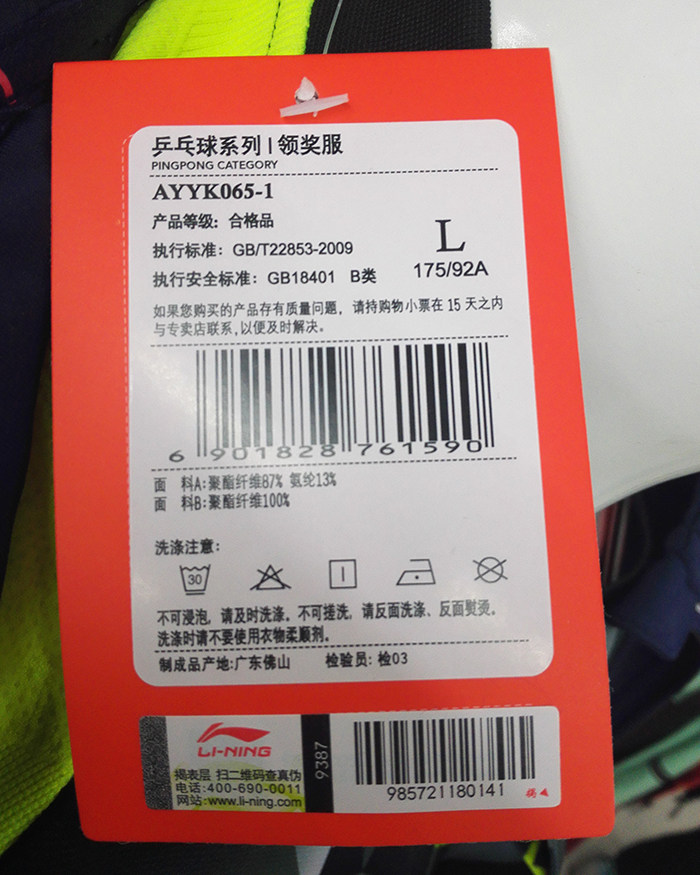 乒乓球系列 | 领奖服
PINGPONG CATEGORY
AYYK065-1
产品等级: 合格品
执行标准: GB/T22853-2009
L
执行安全标准: GB18401 B类
175/92A
如果您购买的产品存有质量问题，请持购物小票在 15 天之内
与专卖店联系,以便及时解决。
6 901828 761590
面 料A:聚酯纤维87% 氨纶13%
面 料B:聚酯纤维100%
洗涤注意:
30
不可浸泡，请及时洗涤。不可搓洗，请反面洗涤、反面熨烫。
洗涤时请不要使用衣物柔顺剂。
制成品产地:广东佛山 检验员: 检03
LI-NING
揭表层 扫二维码查真伪
电话:400-690-0011
网站:www.li-ning.com
9387
985721180141